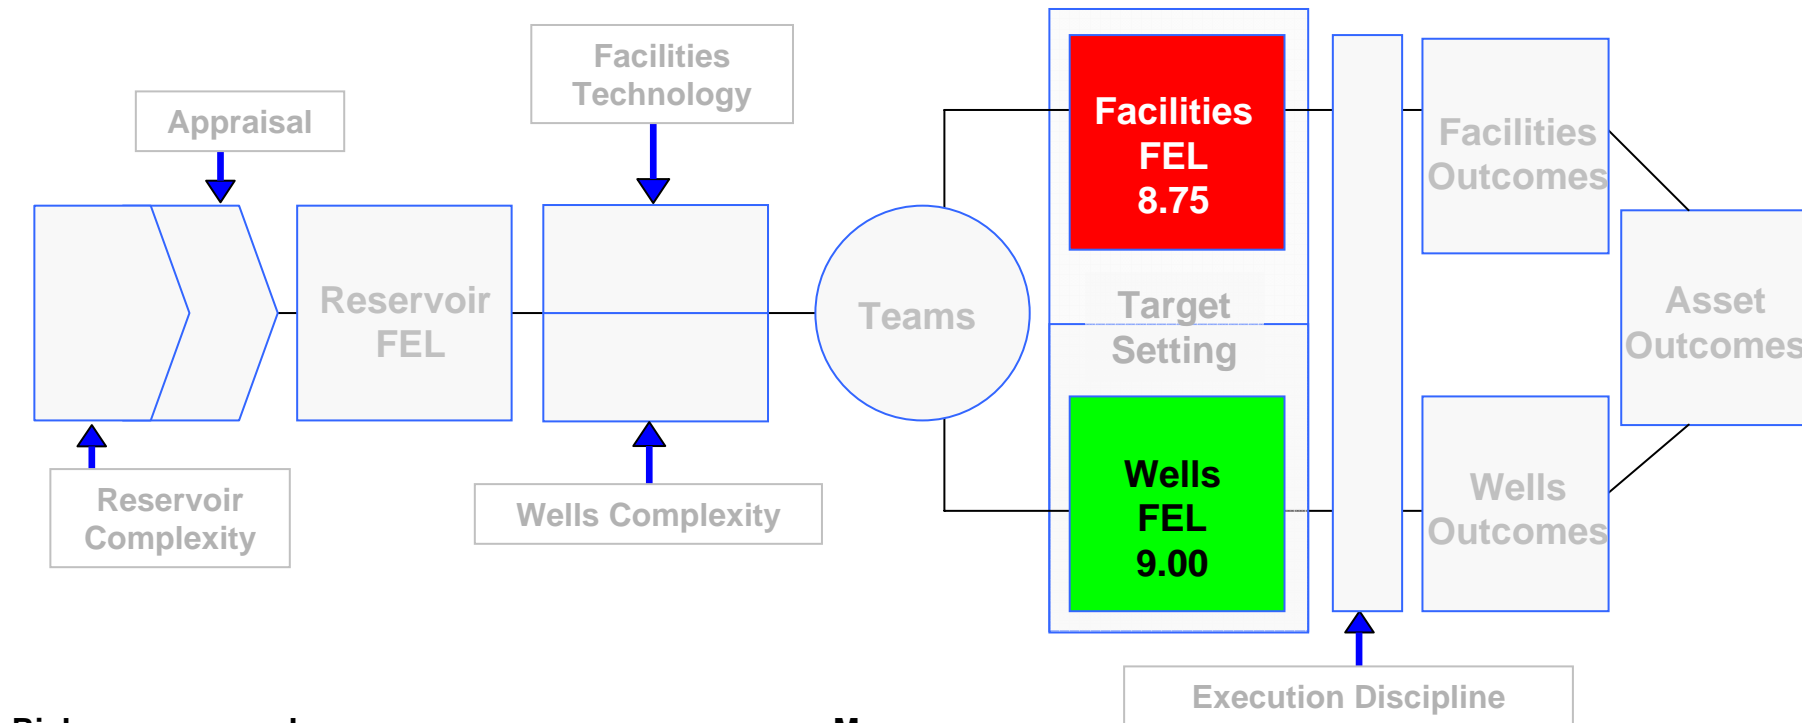 Facilities
Technology
Appraisal
Facilities
FEL
8.75
Facilities
Outcomes
Reservoir
FEL
Teams
Target
Setting
Asset
Outcomes
Wells
FEL
9.00
Wells
Outcomes
Reservoir
Complexity
Wells Complexity
Execution Discipline